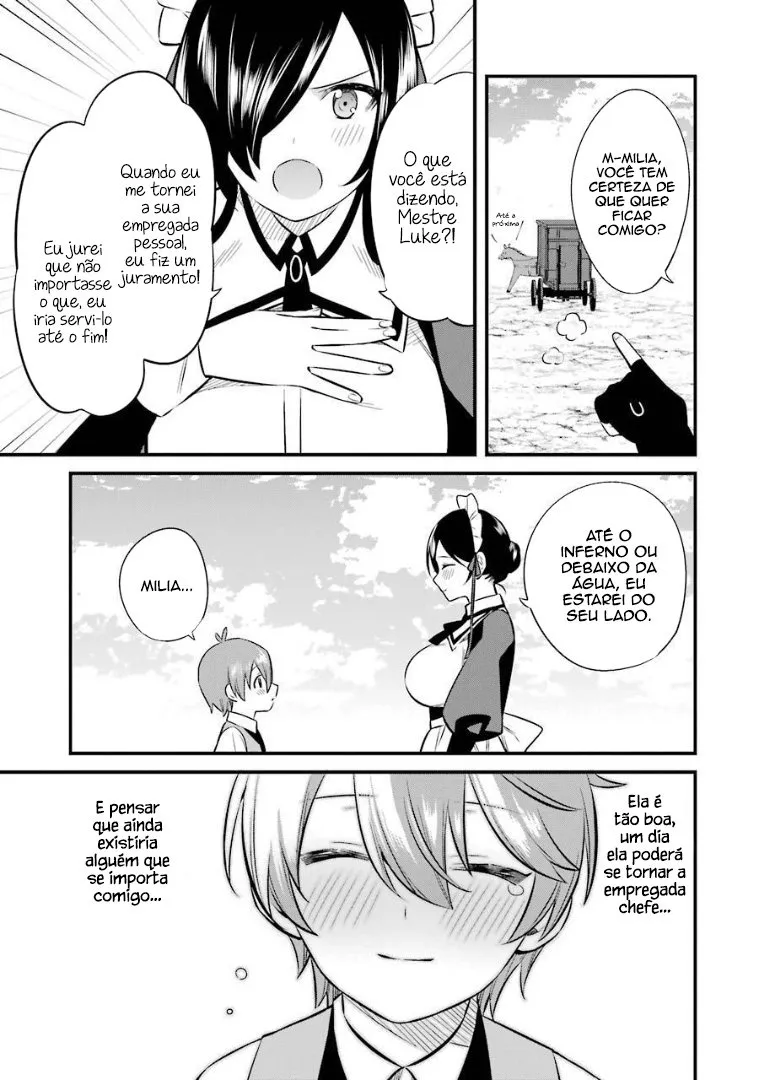 M-MILIA,
VOCÊ TEM
CERTEZA DE
QUE QUER
FICAR
COMIGO?
Até a
próxima!
O que
você está
dizendo,
Mestre
Luke?!
Quando eu
me tornei
a sua
empregada
pessoal,
eu fiz um
juramento!
Eu jurei
que não
importasse
o que, eu
iria servi-lo
até o fim!
ATÉ O
INFERNO OU
DEBAIXO DA
ÁGUA, EU
ESTAREI DO
SEU LADO.
MILIA...
Ela é
tão boa,
um dia
ela poderá
se tornar a
empregada
chefe...
E pensar
que ainda
existiria
alguém que
se importa
comigo...